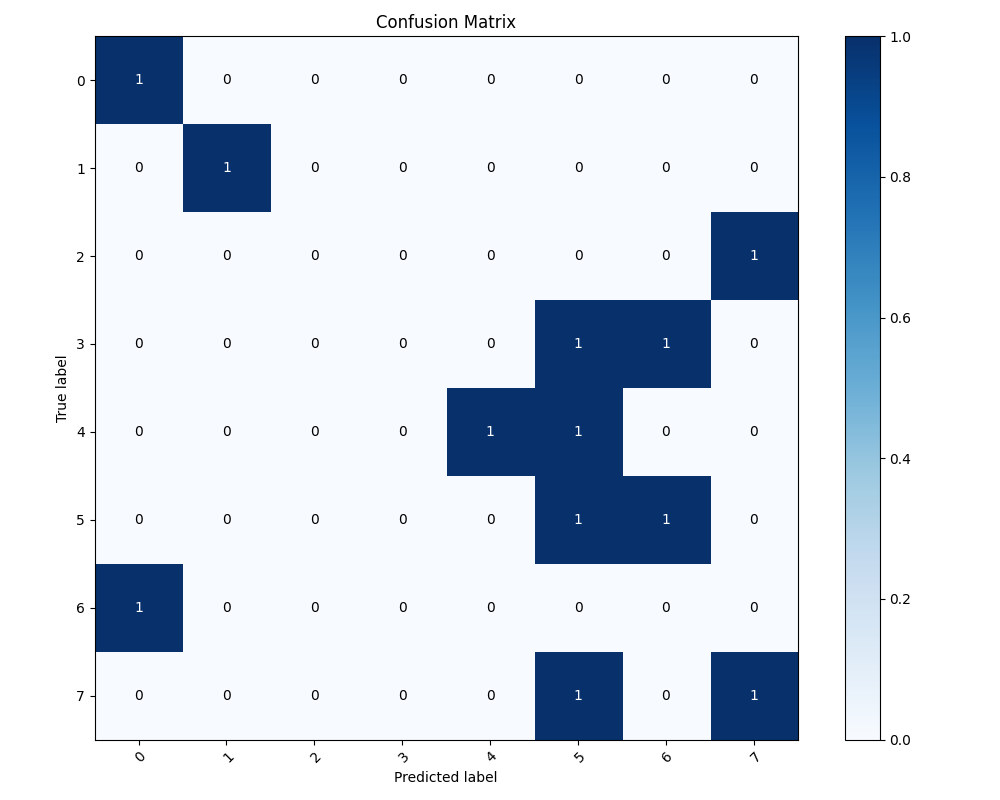 Confusion Matrix
0 1 0 0 0 0 0 0 0
1 0 1 0 0 0 0 0 0
2 0 0 0 0 0 0 0 1
3 0 0 0 0 0 1 1 0
4 0 0 0 0 1 1 0 0
5 0 0 0 0 0 1 1 0
6 1 0 0 0 0 0 0 0
7 0 0 0 0 0 1 0 1
0 1 2 3 4 5 6 7
True label
Predicted label
1.0
0.8
0.6
0.4
0.2
0.0